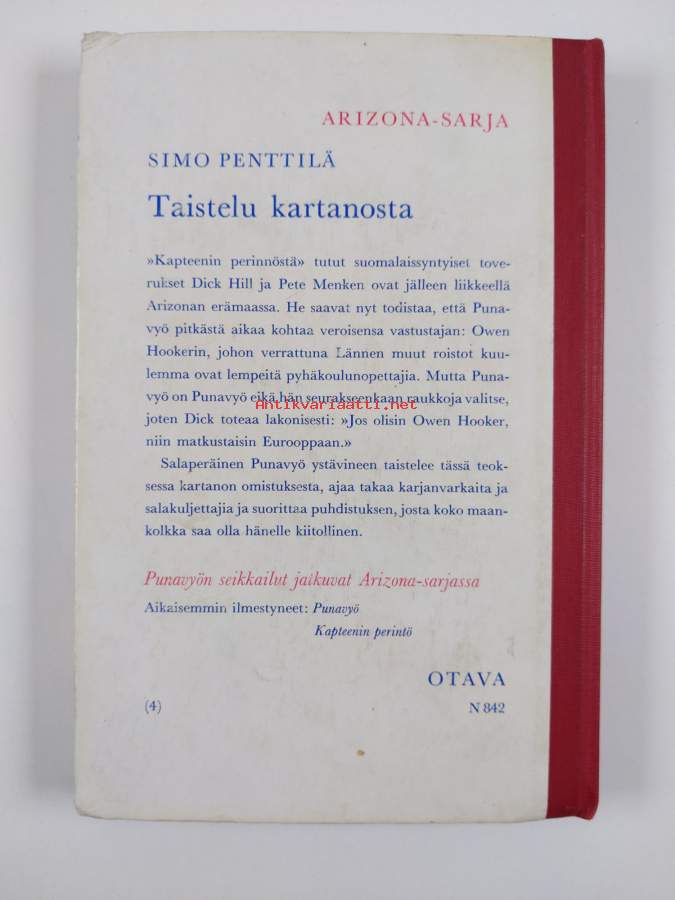 ARIZONA-SARJA
SIMO PENTTILÄ
Taistelu kartanosta
»Kapteenin perinnöstä» tutut suomalaissyntyiset tove-
rukset Dick Hill ja Pete Menken ovat jälleen liikkeellä
Arizonan erämaassa. He saavat nyt todistaa, että Puna-
vyö pitkästä aikaa kohtaa veroisensa vastustajan: Owen
Hookerin, johon verrattuna Lännen muut roistot kuu-
lemma ovat lempeitä pyhäkoulunopettajia. Mutta Puna-
vyö on Punavyö eikä hän seurakseenkaan raukkoja valitse,
Antikvariaatti.net
joten Dick toteaa lakonisesti: »Jos olisin Owen Hooker,
niin matkustaisin Eurooppaan.»
Salaperäinen Punavyö ystävineen taistelee tässä teok-
sessa kartanon omistuksesta, ajaa takaa karjanvarkaita ja
salakuljettajia ja suorittaa puhdistuksen, josta koko maan-
kolkka saa olla hänelle kiitollinen.
Punavyön seikkailut jatkuvat Arizona-sarjassa
Aikaisemmin ilmestyneet: Punavyö
Kapteenin perintö
OTAVA
(4) N 842